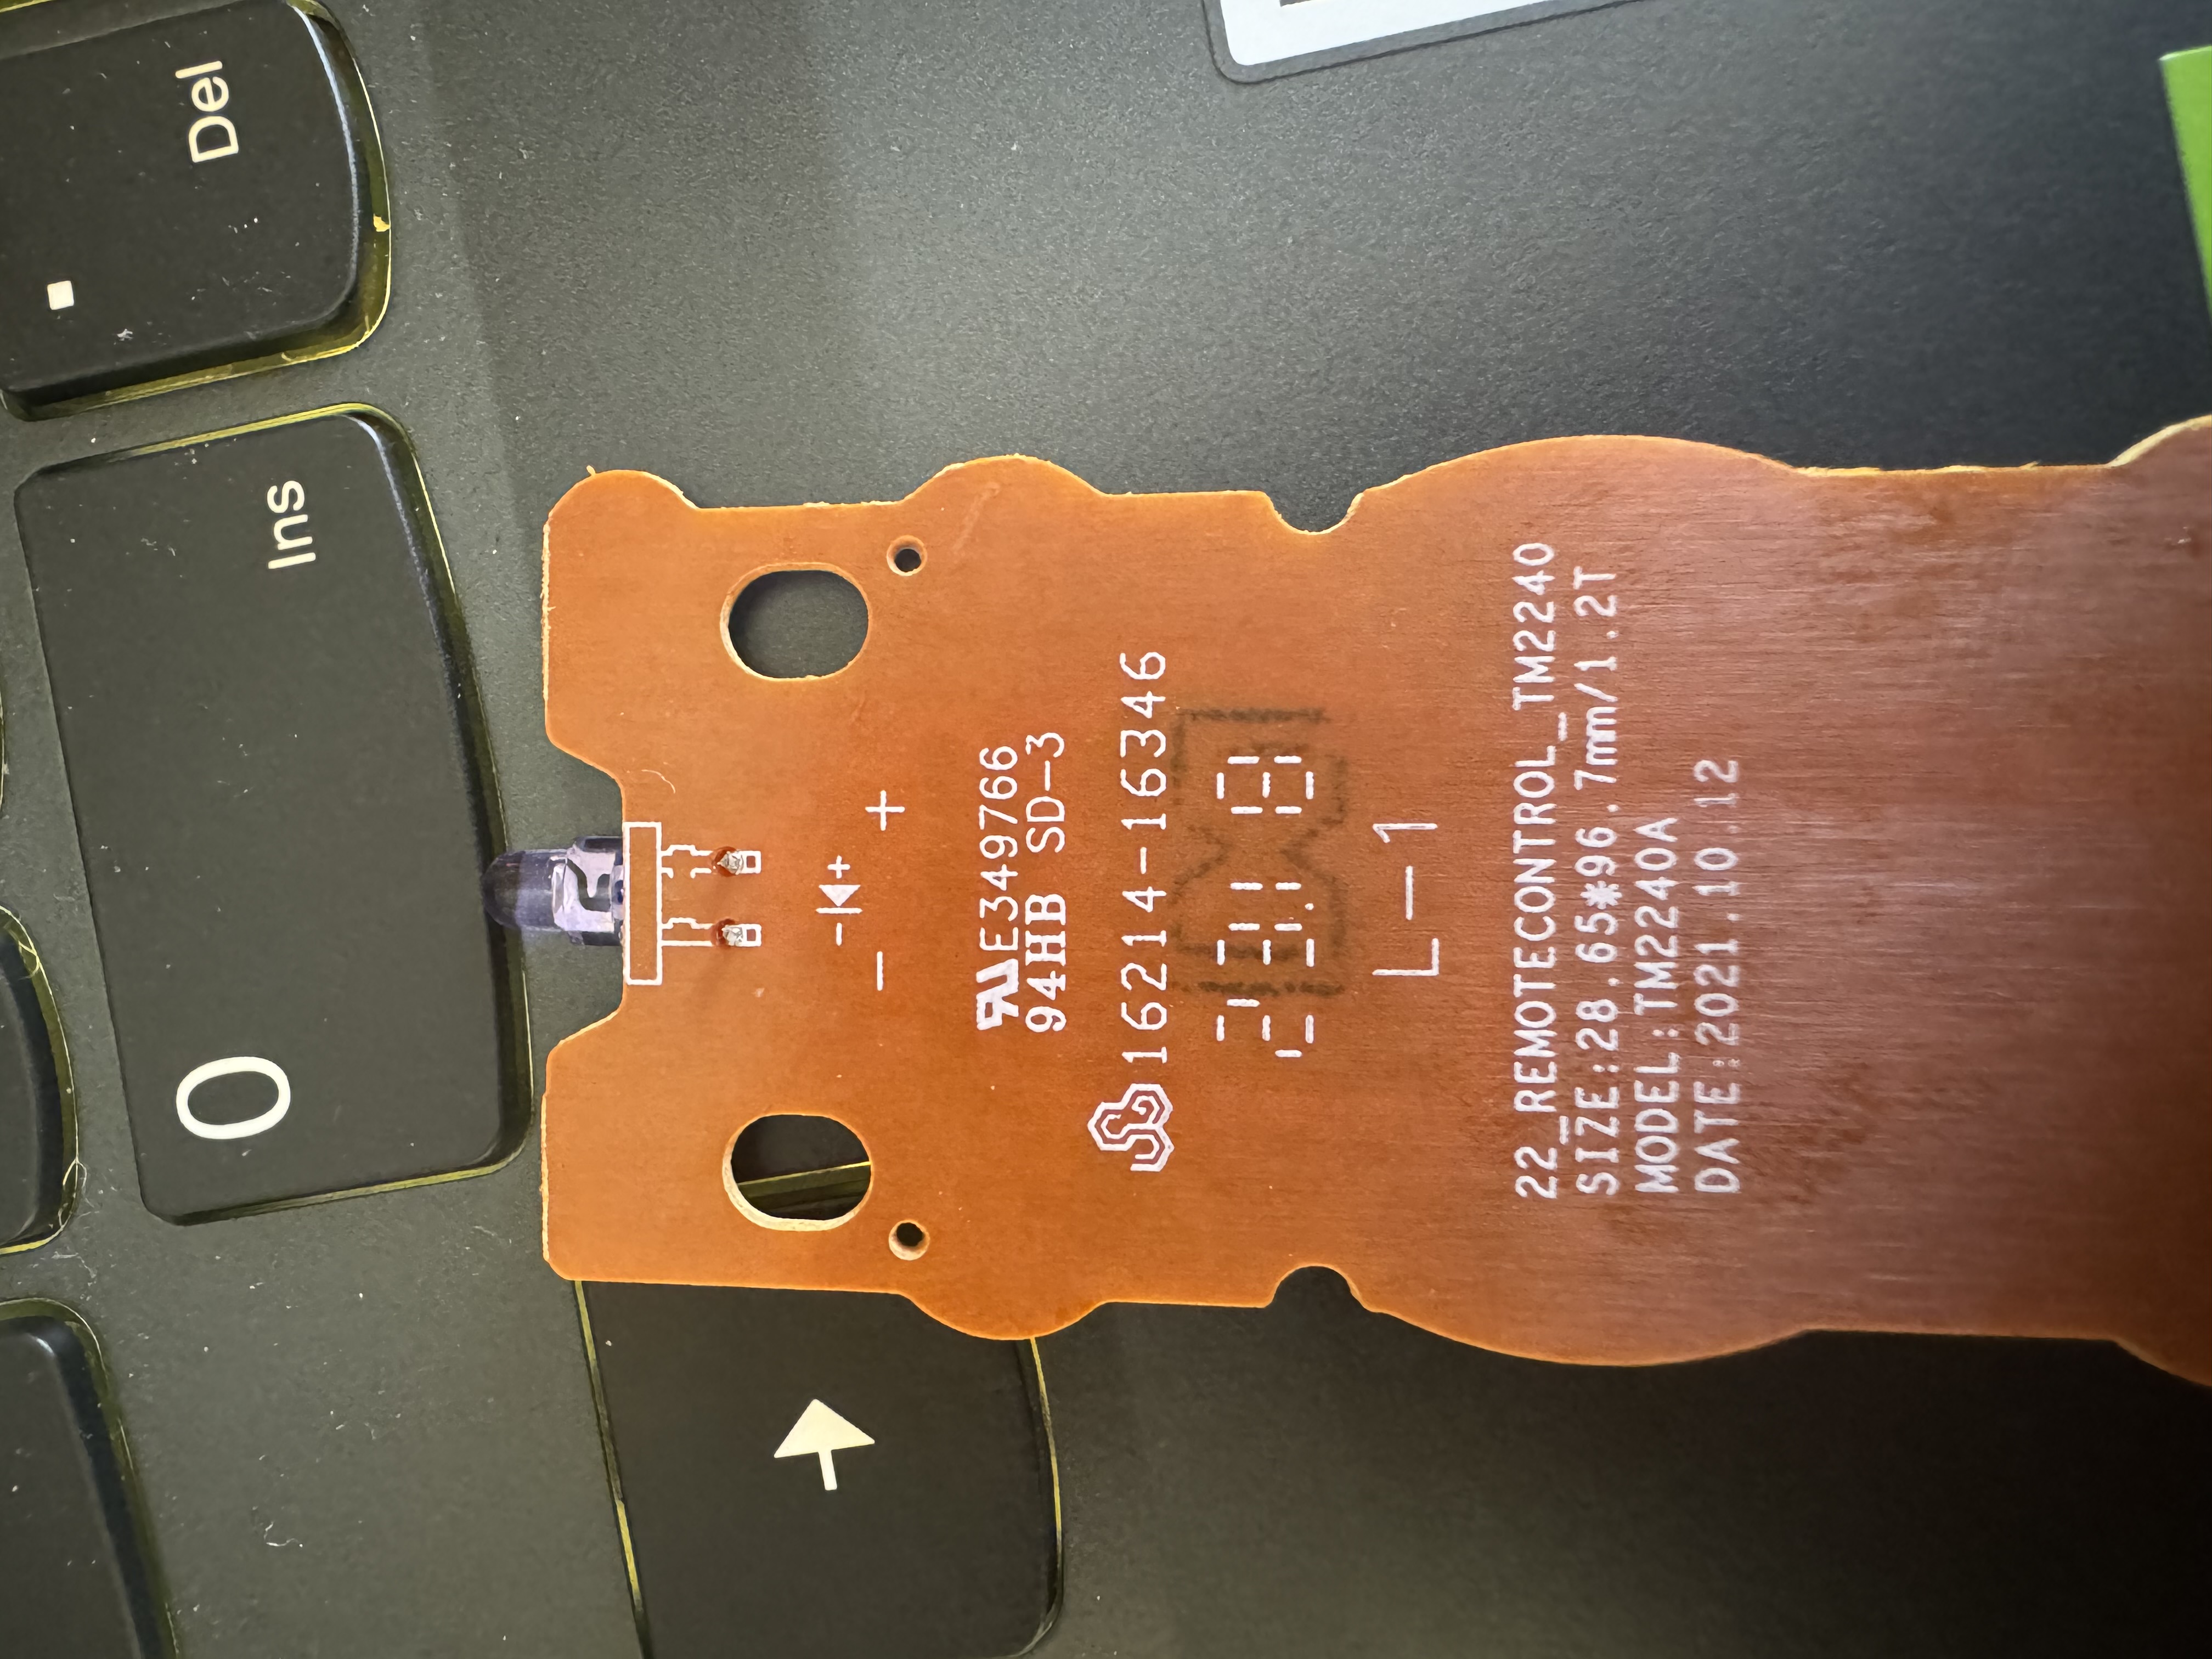 0
Ins
.
Del
- +
- +
E349766
94HB SD-3
16214-16346
L-1
22_REMOTECONTROL_TM2240
SIZE:28.65*96.7mm/1.2T
MODEL:TM2240A
DATE:2021.10.12